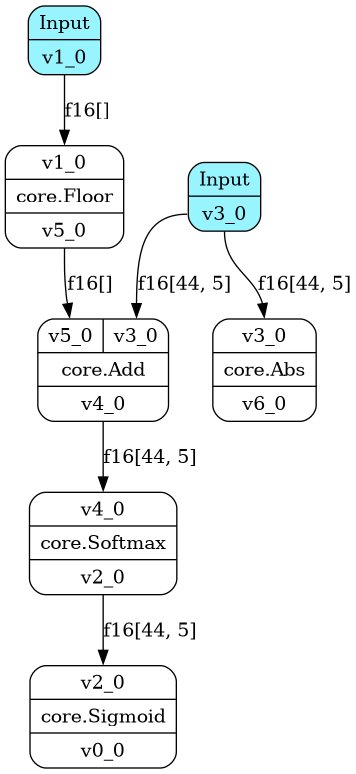 Input
v1_0
f16[]
v1_0
core.Floor
v5_0
Input
v3_0
f16[]
f16[44, 5]
f16[44, 5]
v5_0 v3_0
core.Add
v4_0
v3_0
core.Abs
v6_0
f16[44, 5]
v4_0
core.Softmax
v2_0
f16[44, 5]
v2_0
core.Sigmoid
v0_0